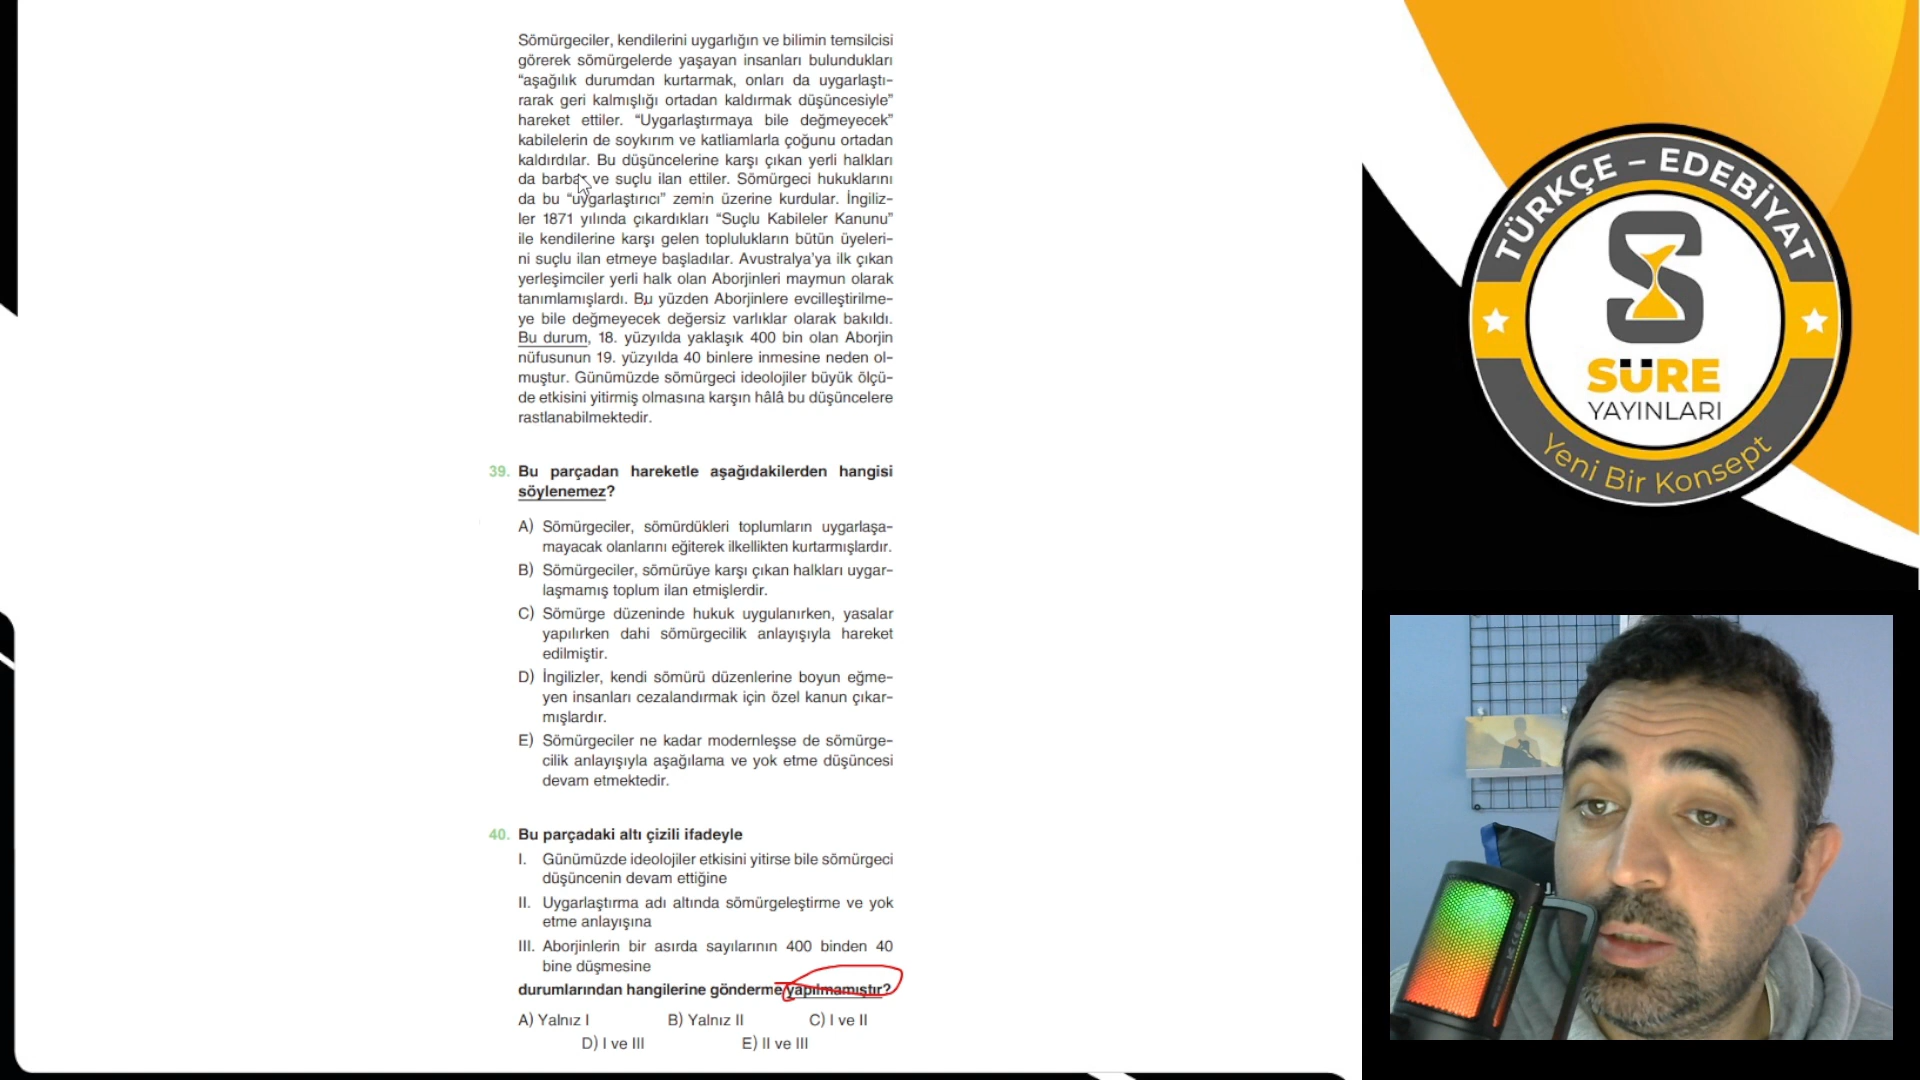 Sömürgeciler, kendilerini uygarlığın ve bilimin temsilcisi
görerek sömürgelerde yaşayan insanları bulundukları
“aşağılık durumdan kurtarmak, onları da uygarlaştı-
rarak geri kalmışlığı ortadan kaldırmak düşüncesiyle”
hareket ettiler. “Uygarlaştırmaya bile değmeyecek”
kabilelerin de soykırım ve katliamlarla çoğunu ortadan
kaldırdılar. Bu düşüncelerine karşı çıkan yerli halkları
da barbar ve suçlu ilan ettiler. Sömürgeci hukuklarını
da bu “uygarlaştırıcı” zemin üzerine kurdular. İngiliz-
ler 1871 yılında çıkardıkları “Suçlu Kabileler Kanunu”
ile kendilerine karşı gelen toplulukların bütün üyeleri-
ni suçlu ilan etmeye başladılar. Avustralya’ya ilk çıkan
yerleşimciler yerli halk olan Aborjinleri maymun olarak
tanımlamışlardı. Bu yüzden Aborjinlere evcilleştirilme-
ye bile değmeyecek değersiz varlıklar olarak bakıldı.
Bu durum, 18. yüzyılda yaklaşık 400 bin olan Aborjin
nüfusunun 19. yüzyılda 40 binlere inmesine neden ol-
muştur. Günümüzde sömürgeci ideolojiler büyük ölçü-
de etkisini yitirmiş olmasına karşın hâlâ bu düşüncelere
rastlanabilmektedir.
39. Bu parçadan hareketle aşağıdakilerden hangisi
söylenemez?
A) Sömürgeciler, sömürdükleri toplumların uygarlaşa-
mayacak olanlarını eğiterek ilkellikten kurtarmışlardır.
B) Sömürgeciler, sömürüye karşı çıkan halkları uygar-
laşmamış toplum ilan etmişlerdir.
C) Sömürge düzeninde hukuk uygulanırken, yasalar
yapılırken dahi sömürgecilik anlayışıyla hareket
edilmiştir.
D) İngilizler, kendi sömürü düzenlerine boyun eğme-
yen insanları cezalandırmak için özel kanun çıkar-
mışlardır.
E) Sömürgeciler ne kadar modernleşse de sömürge-
cilik anlayışıyla aşağılama ve yok etme düşüncesi
devam etmektedir.
40. Bu parçadaki altı çizili ifadeyle
I. Günümüzde ideolojiler etkisini yitirse bile sömürgeci
düşüncenin devam ettiğine
II. Uygarlaştırma adı altında sömürgeleştirme ve yok
etme anlayışına
III. Aborjinlerin bir asırda sayılarının 400 binden 40
bine düşmesine
durumlarından hangilerine gönderme yapılmamıştır?
A) Yalnız I B) Yalnız II C) I ve II
D) I ve III E) II ve III
TÜRKÇE – EDEBİYAT
SÜRE
YAYINLARI
Yeni Bir Konsept